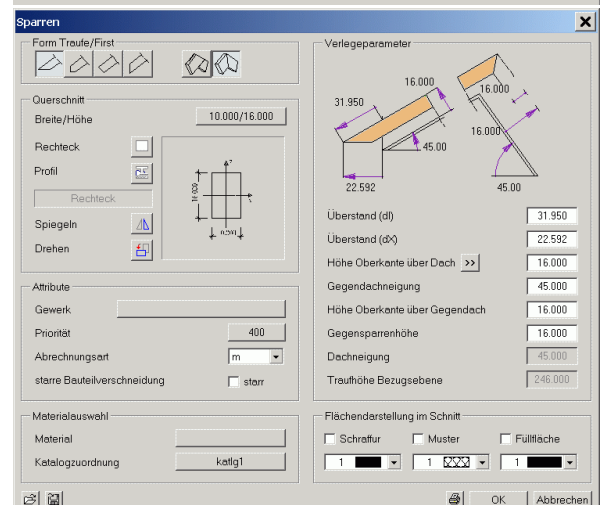 Sparren
Form Traufe/First
Querschnitt
Breite/Höhe
10.000/16.000
Rechteck
Profil
Rechteck
Spiegeln
Drehen
16.000
Attribute
Gewerk
Priorität
400
Abrechnungsart
m
starre Bauteilverschneidung
starr
Materialauswahl
Material
Katalogzuordnung
katlg1
Verlegeparameter
16.000
31.950
16.000
16.000
45.00
22.592
45.00
Überstand (dl)
31.950
Überstand (dX)
22.592
Höhe Oberkante über Dach
>>
16.000
Gegendachneigung
45.000
Höhe Oberkante über Gegendach
16.000
Gegensparrenhöhe
16.000
Dachneigung
45.000
Traufhöhe Bezugsebene
246.000
Flächendarstellung im Schnitt
Schraffur
Muster
Füllfläche
1
1
1
OK
Abbrechen